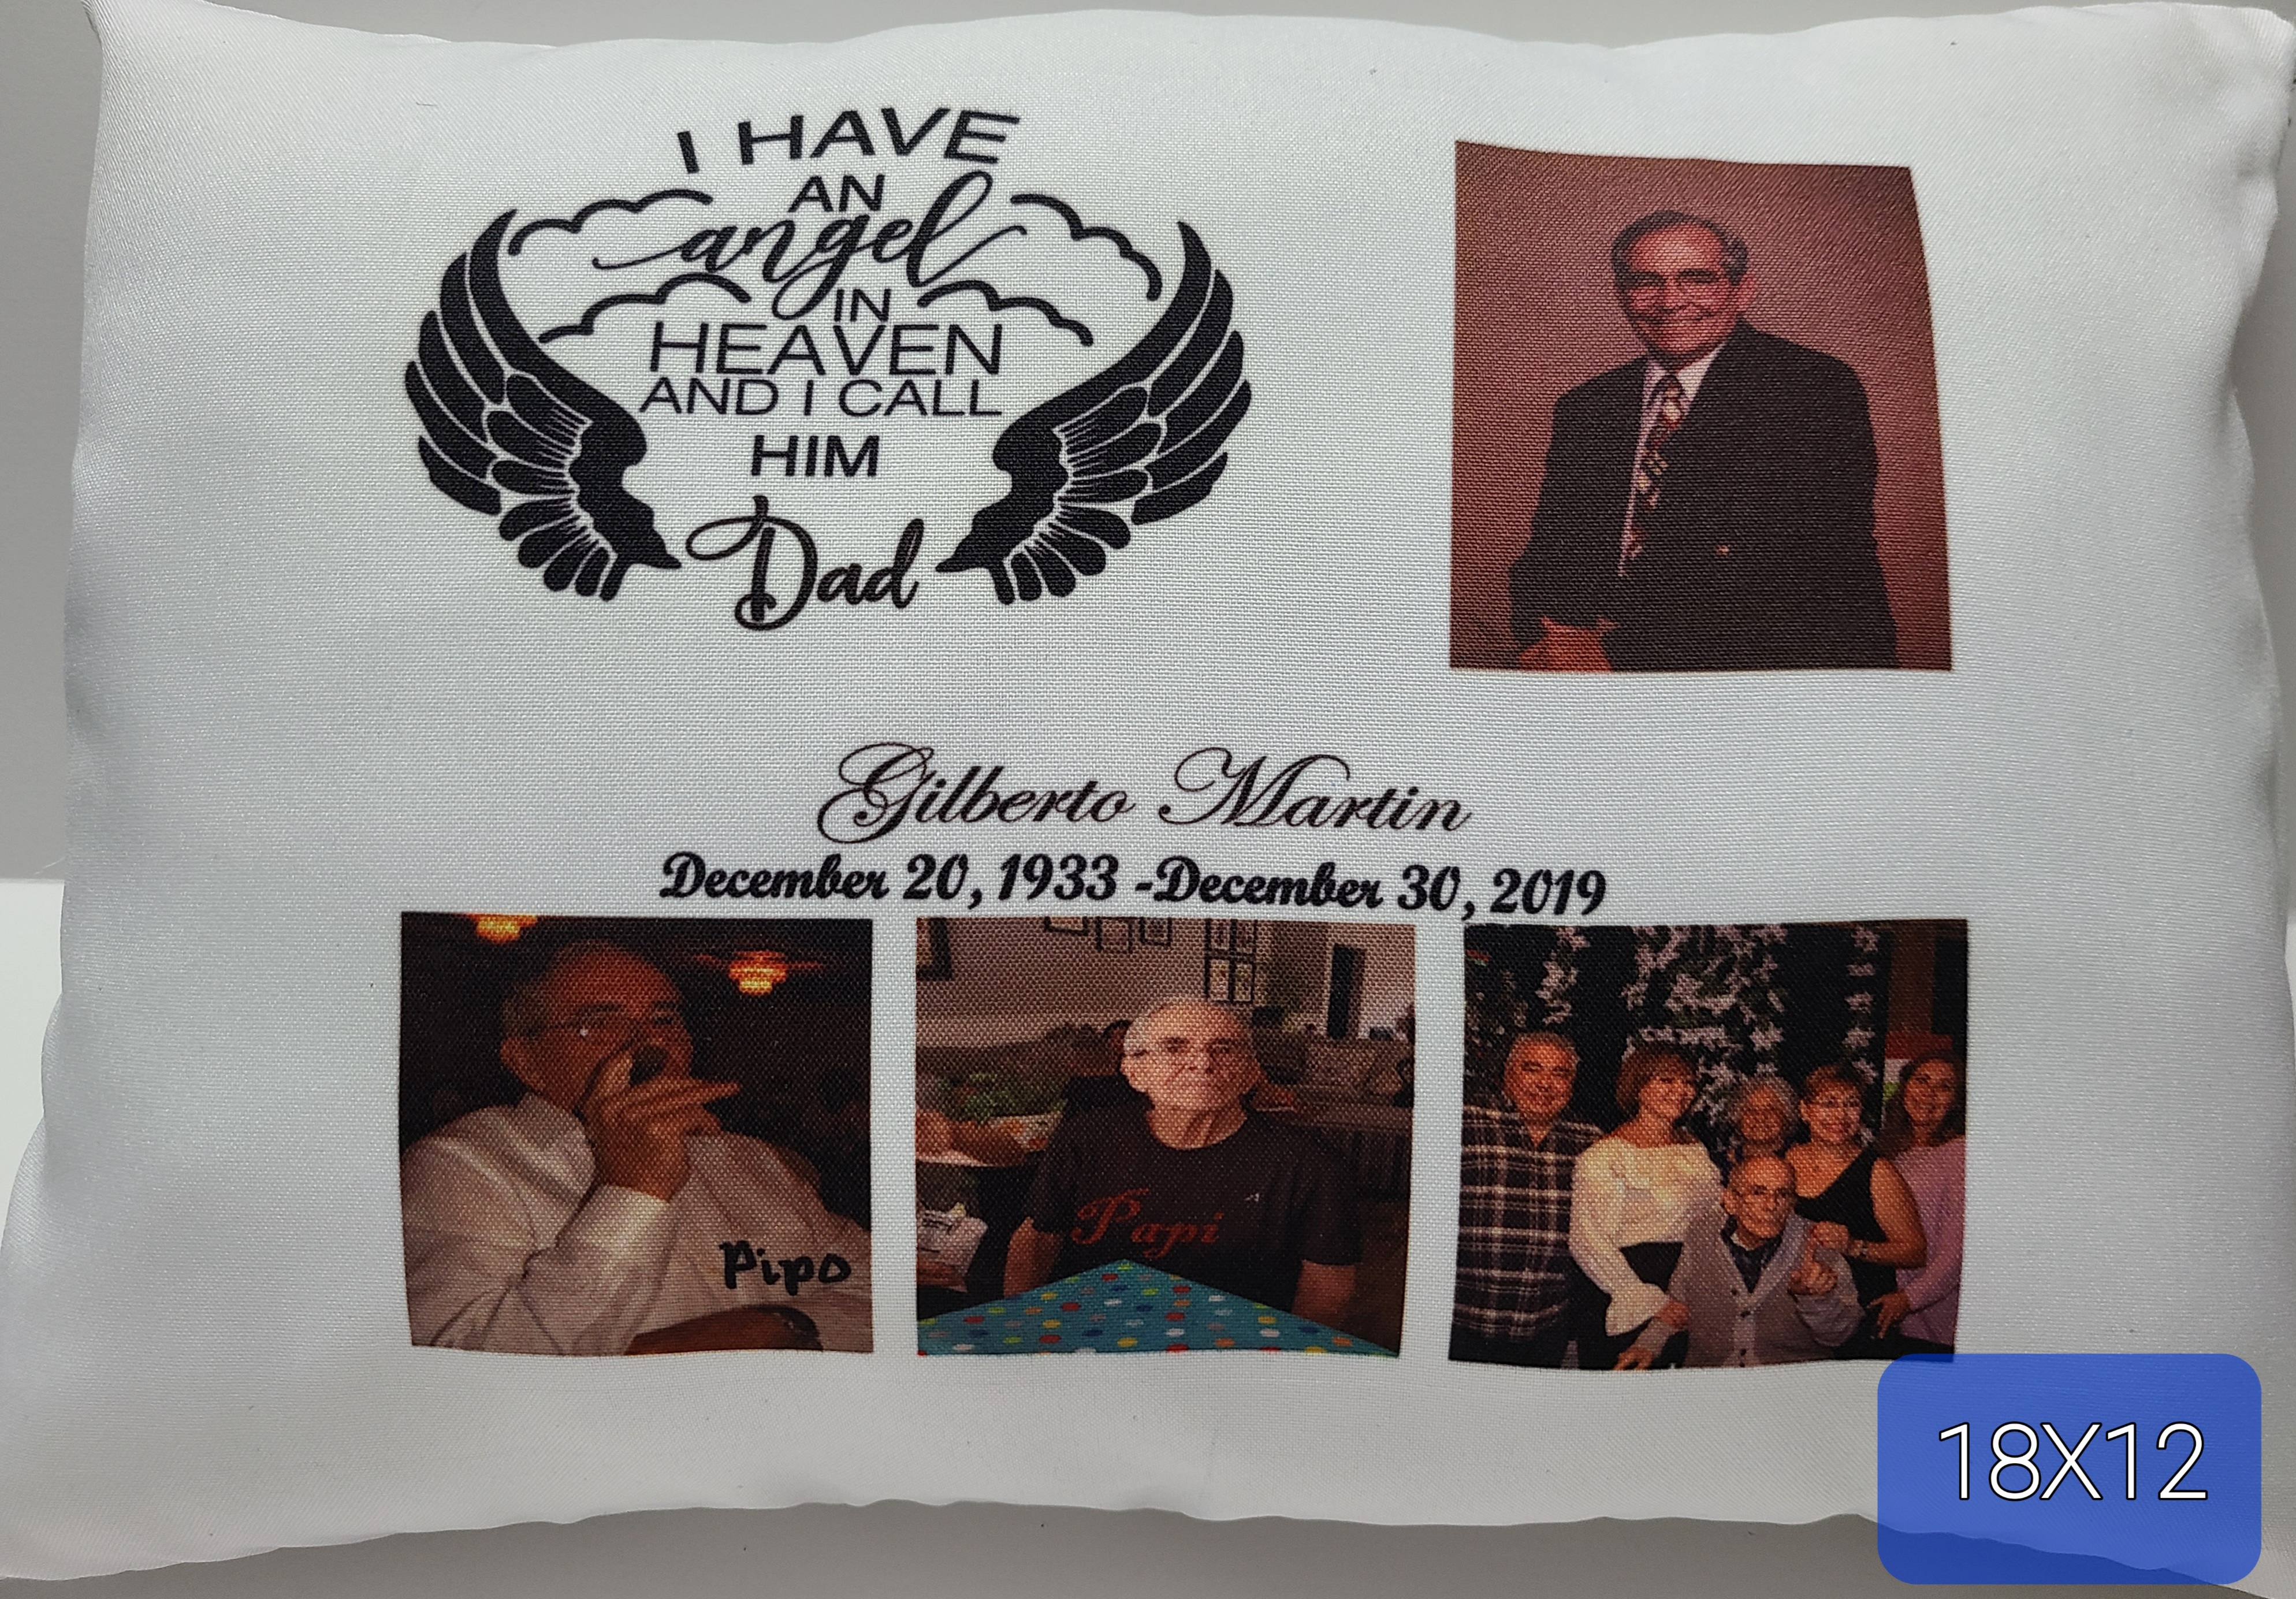 I HAVE
AN
angel
IN
HEAVEN
AND I CALL
HIM
Dad
Gilberto Martin
December 20, 1933 -December 30, 2019
Pipo
Papi
18X12